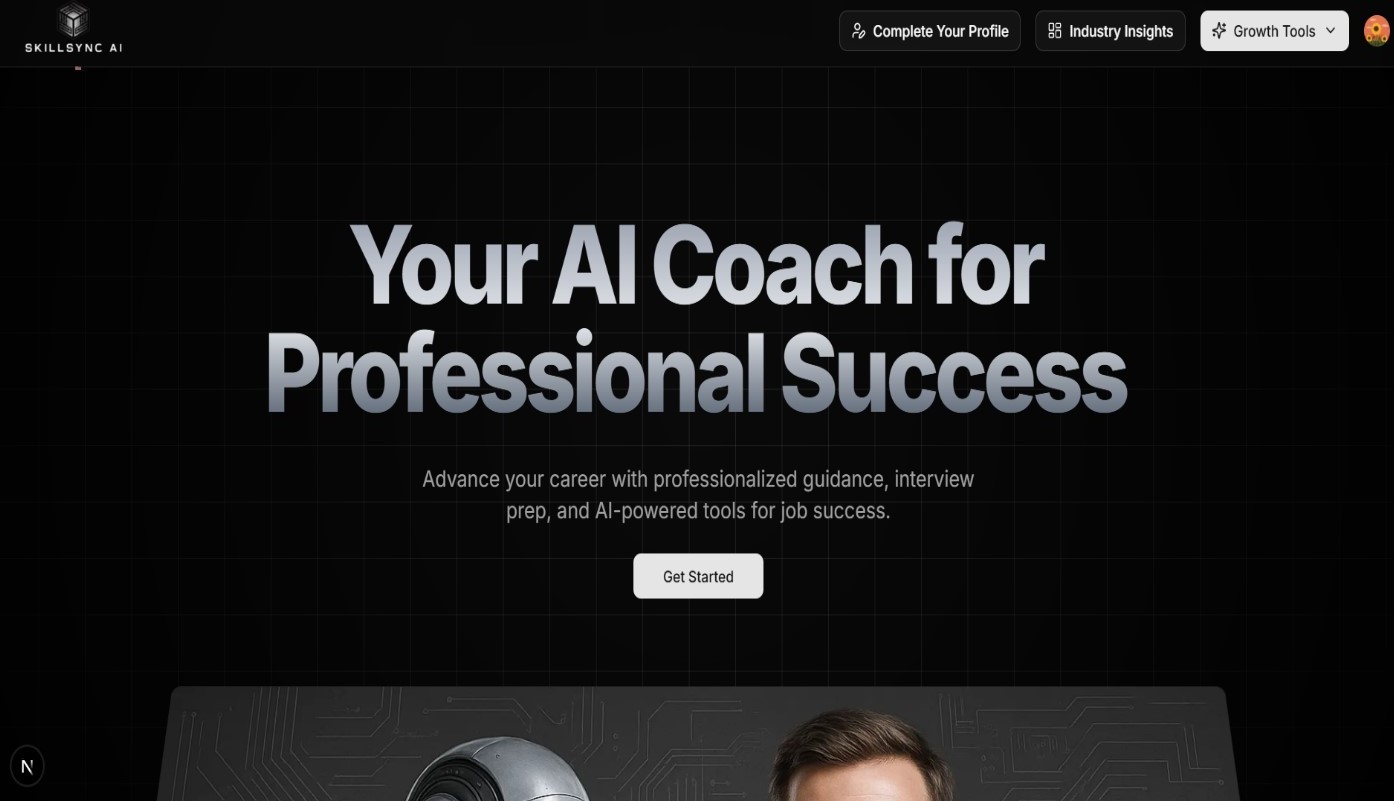 SKILLSYNC AI
Complete Your Profile
Industry Insights
Growth Tools
Your AI Coach for
Professional Success
Advance your career with professionalized guidance, interview
prep, and AI-powered tools for job success.
Get Started
N